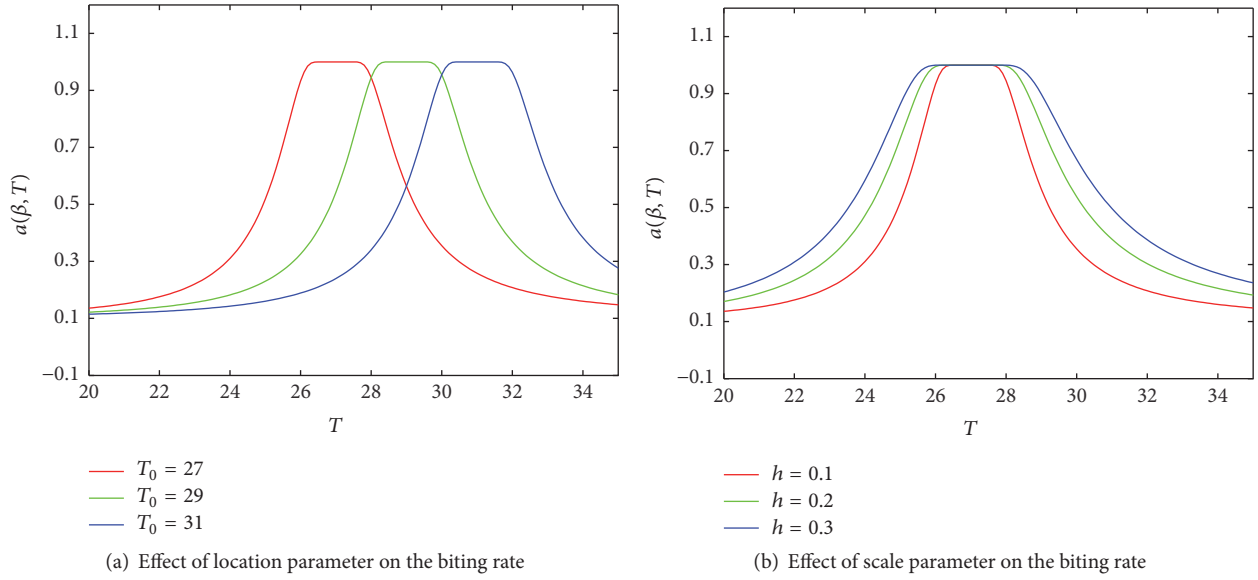 1.1
0.9
0.7
0.5
0.3
0.1
−0.1
a(β, T)
20 22 24 26 28 30 32 34
T
T₀ = 27
T₀ = 29
T₀ = 31
(a) Effect of location parameter on the biting rate
1.1
0.9
0.7
0.5
0.3
0.1
−0.1
a(β, T)
20 22 24 26 28 30 32 34
T
h = 0.1
h = 0.2
h = 0.3
(b) Effect of scale parameter on the biting rate